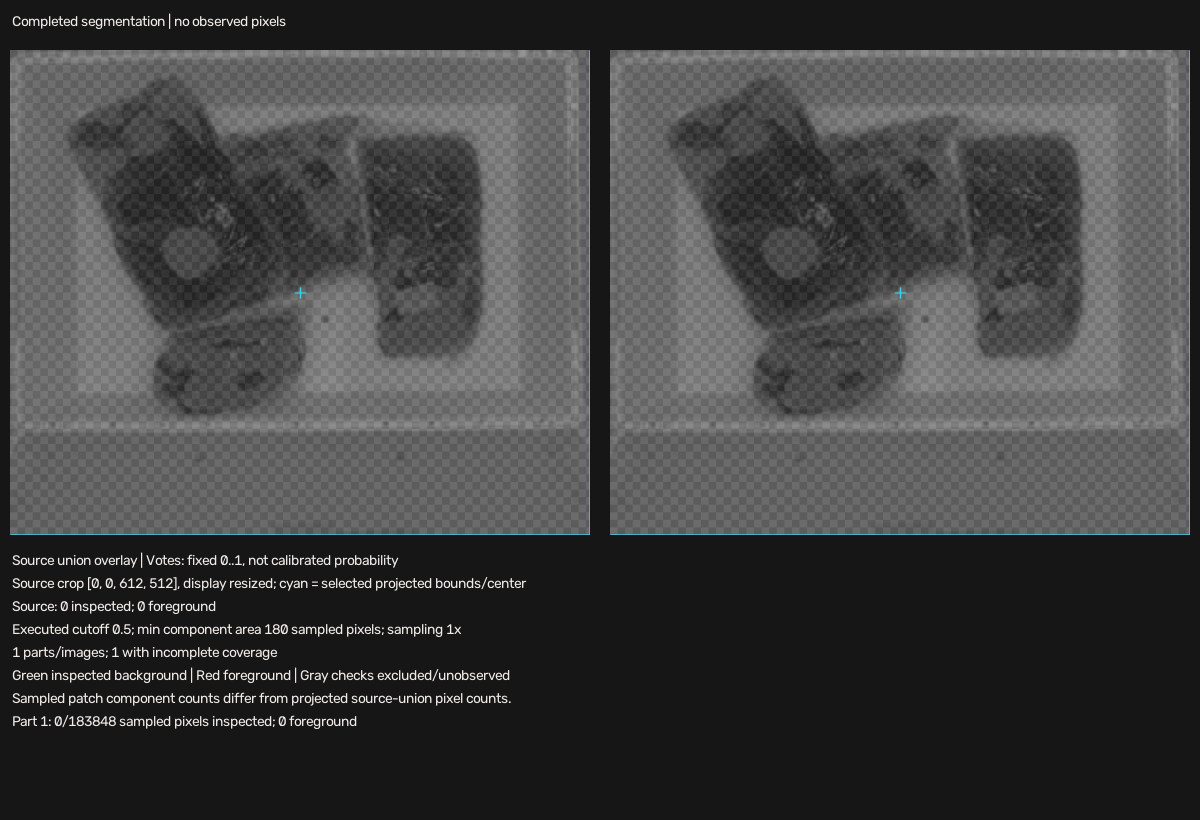 Completed segmentation | no observed pixels
Source union overlay | Votes: fixed 0..1, not calibrated probability
Source crop [0, 0, 612, 512], display resized; cyan = selected projected bounds/center
Source: 0 inspected; 0 foreground
Executed cutoff 0.5; min component area 180 sampled pixels; sampling 1x
1 parts/images; 1 with incomplete coverage
Green inspected background | Red foreground | Gray checks excluded/unobserved
Sampled patch component counts differ from projected source-union pixel counts.
Part 1: 0/183848 sampled pixels inspected; 0 foreground